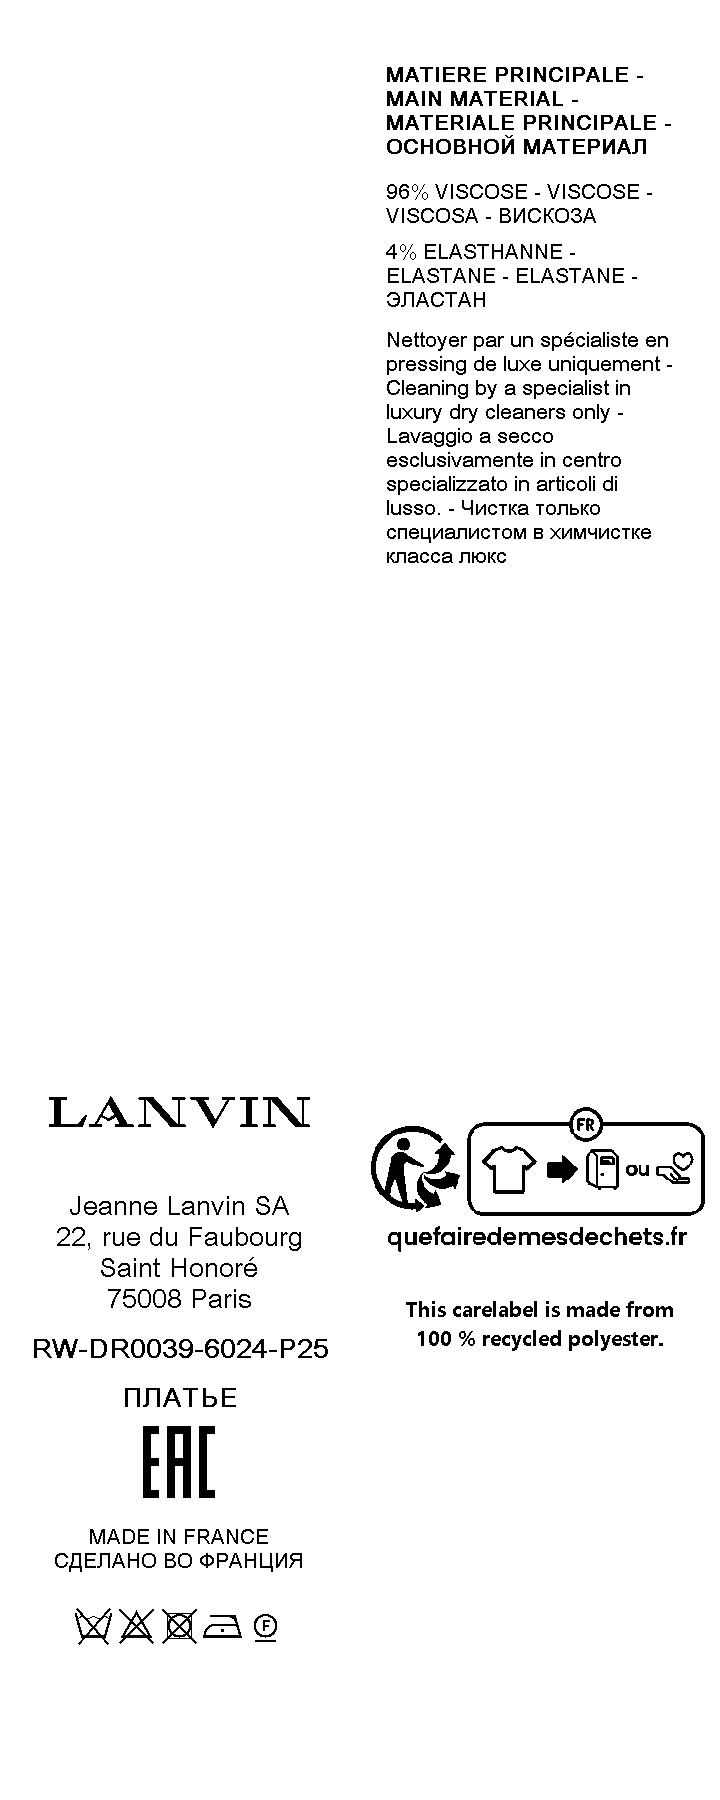 MATIERE PRINCIPALE -
MAIN MATERIAL -
MATERIALE PRINCIPALE -
ОСНОВНОЙ МАТЕРИАЛ
96% VISCOSE - VISCOSE -
VISCOSA - ВИСКОЗА
4% ELASTHANNE -
ELASTANE - ELASTANE -
ЭЛАСТАН
Nettoyer par un spécialiste en
pressing de luxe uniquement -
Cleaning by a specialist in
luxury dry cleaners only -
Lavaggio a secco
esclusivamente in centro
specializzato in articoli di
lusso. - Чистка только
специалистом в химчистке
класса люкс
LANVIN
Jeanne Lanvin SA
22, rue du Faubourg
Saint Honoré
75008 Paris
RW-DR0039-6024-P25
ПЛАТЬЕ
EAC
MADE IN FRANCE
СДЕЛАНО ВО ФРАНЦИЯ
F
FR
ou
quefairedemesdechets.fr
This carelabel is made from
100 % recycled polyester.